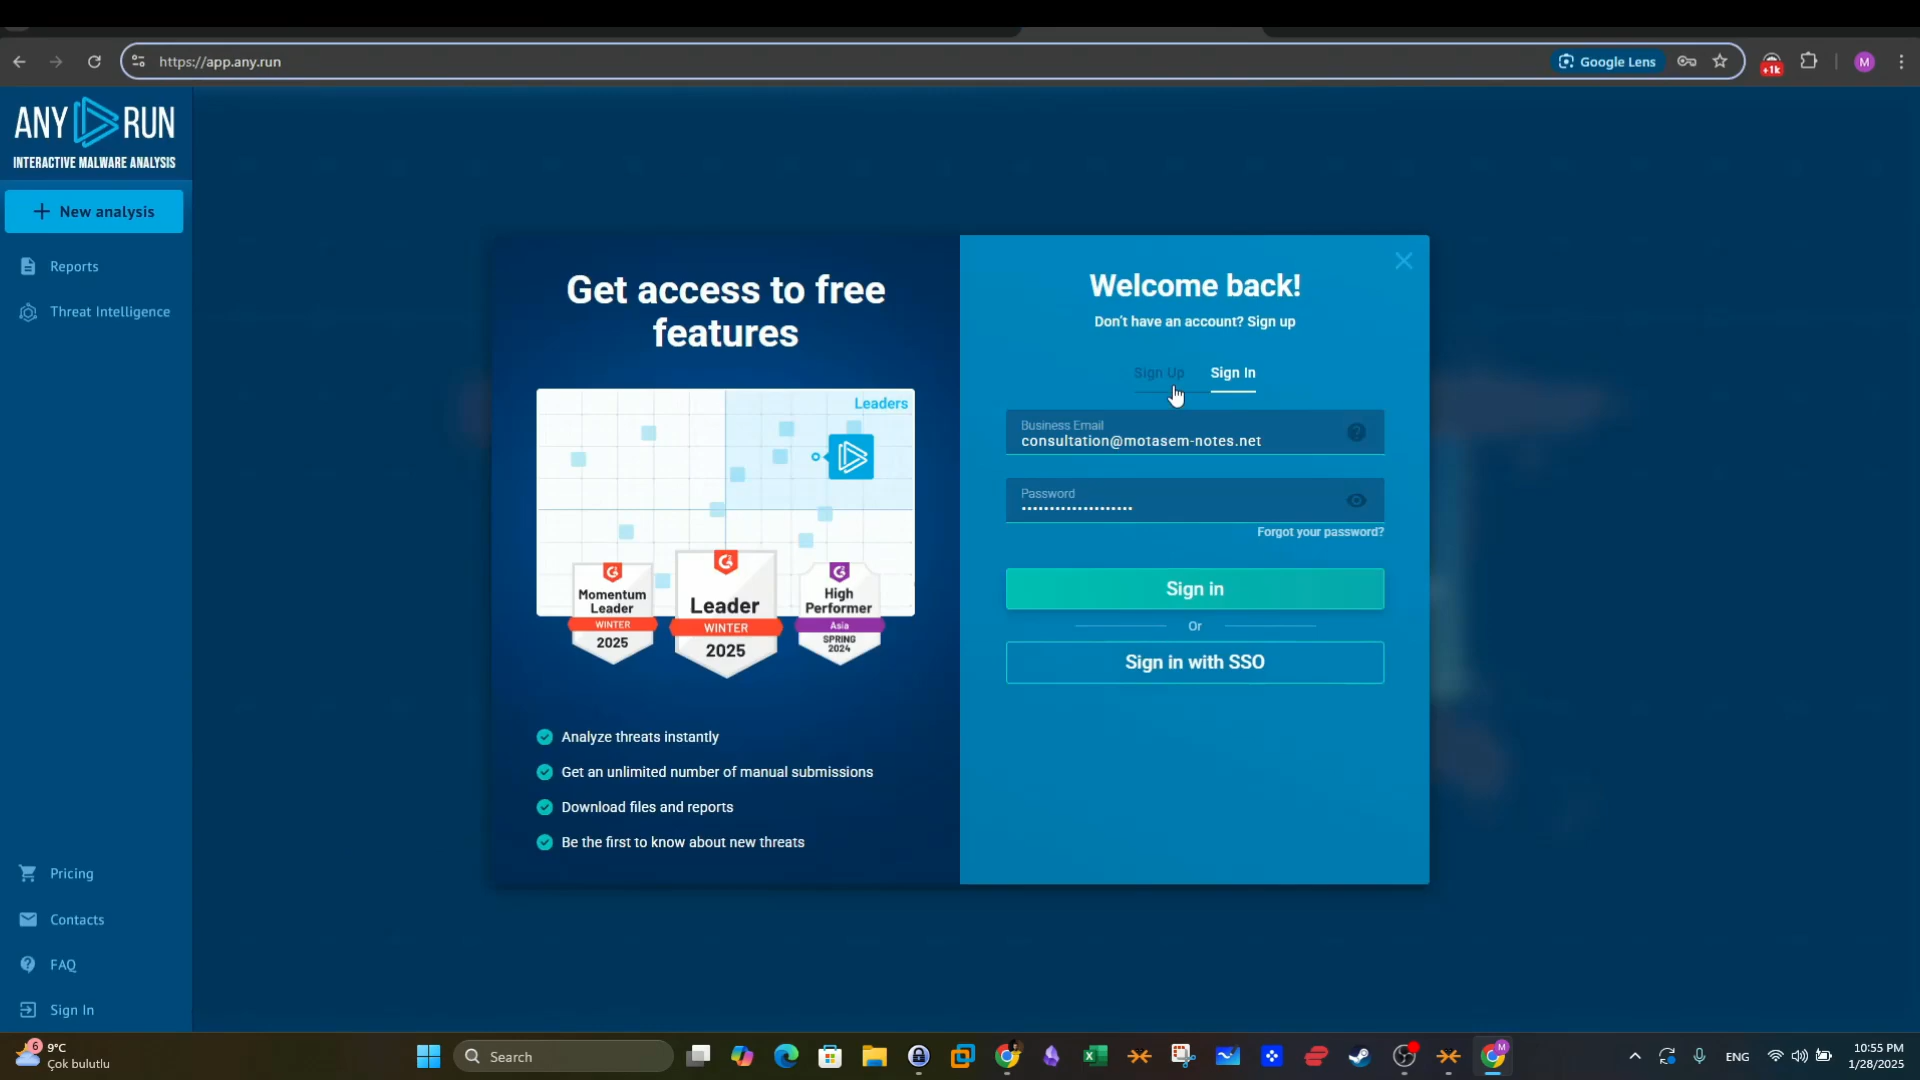 https://app.any.run
Google Lens
+1k
M
ANY RUN
INTERACTIVE MALWARE ANALYSIS
+ New analysis
Reports
Threat Intelligence
Pricing
Contacts
FAQ
Sign In
Get access to free
features
Leaders
Momentum
Leader
WINTER
2025
Leader
WINTER
2025
High
Performer
Asia
SPRING
2024
Analyze threats instantly
Get an unlimited number of manual submissions
Download files and reports
Be the first to know about new threats
Welcome back!
Don't have an account? Sign up
Sign Up
Sign In
Business Email
consultation@motasem-notes.net
Password
Forgot your password?
Sign in
Or
Sign in with SSO
6
9°C
Çok bulutlu
Search
M
ENG
10:55 PM
1/28/2025